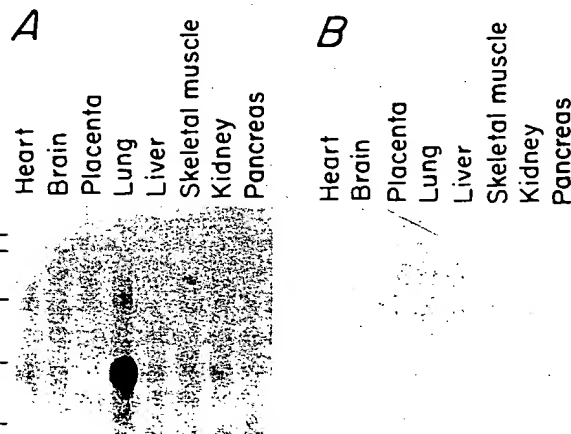 A
Heart
Brain
Placenta
Lung
Liver
Skeletal muscle
Kidney
Pancreas
B
Heart
Brain
Placenta
Lung
Liver
Skeletal muscle
Kidney
Pancreas